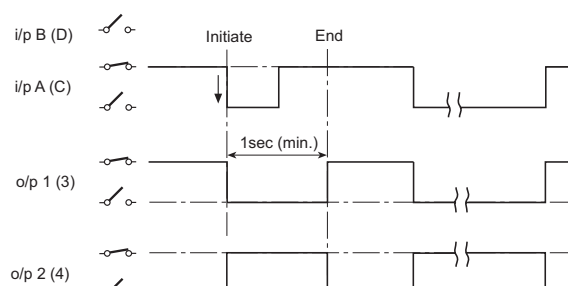 i/p B (D)
Initiate
End
i/p A (C)
1sec (min.)
o/p 1 (3)
o/p 2 (4)